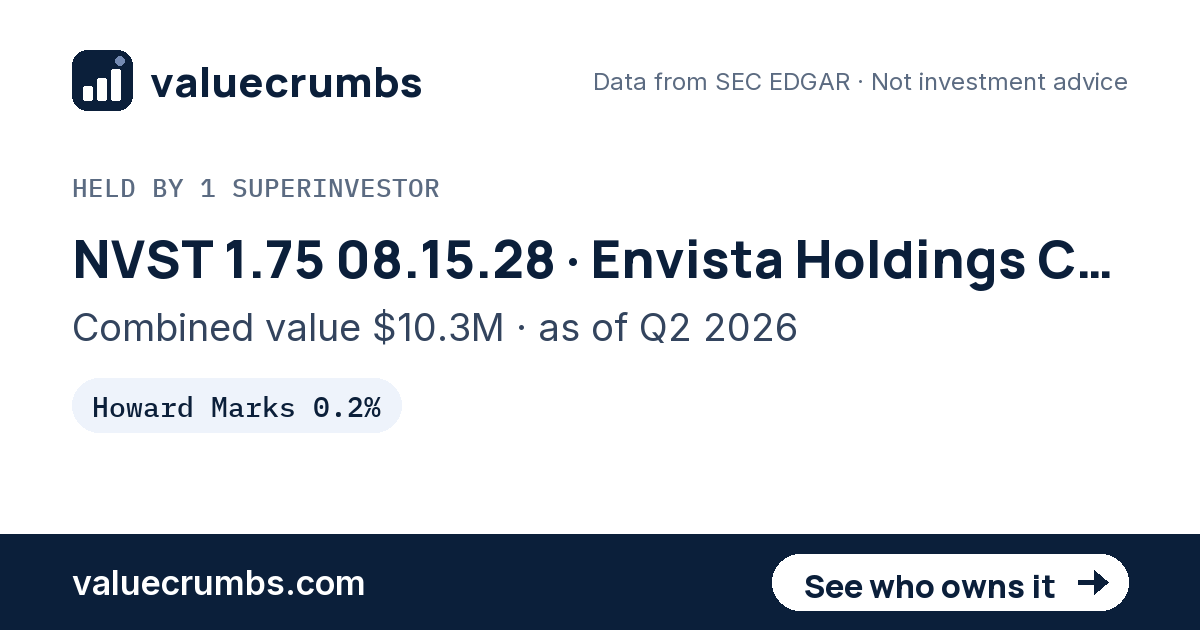 valuecrumbs
Data from SEC EDGAR · Not investment advice
HELD BY 1 SUPERINVESTOR
NVST 1.75 08.15.28 · Envista Holdings C…
Combined value $10.3M · as of Q2 2026
Howard Marks 0.2%
valuecrumbs.com
See who owns it →